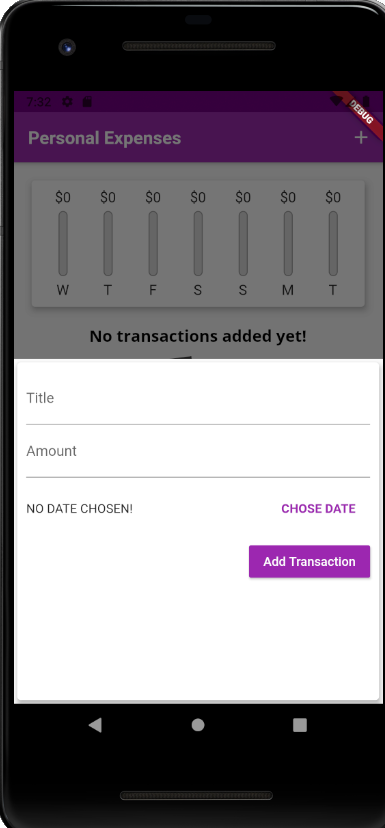 7:32
DEBUG
Personal Expenses +
$0 $0 $0 $0 $0 $0 $0
W T F S S M T
No transactions added yet!
Title
Amount
NO DATE CHOSEN! CHOSE DATE
Add Transaction